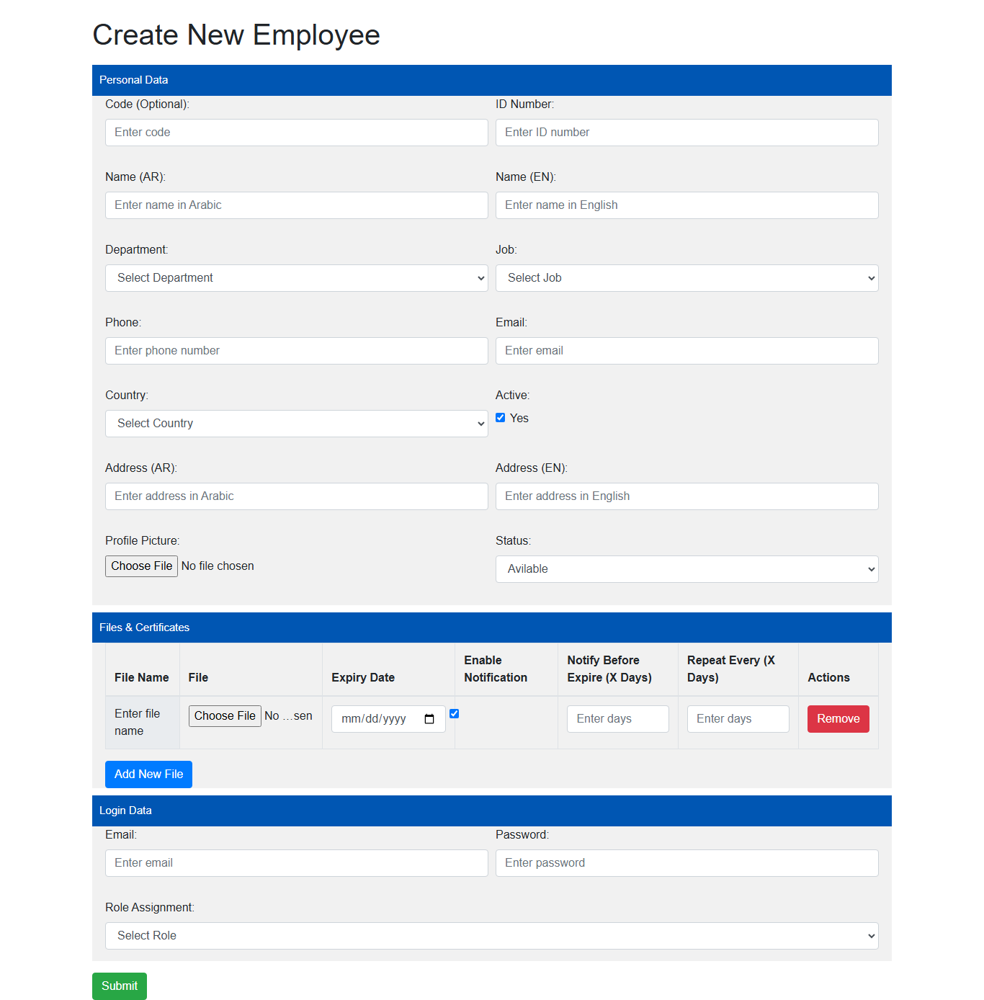 Create New Employee
Personal Data
Code (Optional): ID Number:
Enter code Enter ID number
Name (AR): Name (EN):
Enter name in Arabic Enter name in English
Department: Job:
Select Department Select Job
Phone: Email:
Enter phone number Enter email
Country: Active:
Select Country Yes
Address (AR): Address (EN):
Enter address in Arabic Enter address in English
Profile Picture: Status:
Choose File No file chosen Avilable
Files & Certificates
File Name File Expiry Date Enable Notification Notify Before Expire (X Days) Repeat Every (X Days) Actions
Enter file name Choose File No ...sen mm/dd/yyyy Enter days Enter days Remove
Add New File
Login Data
Email: Password:
Enter email Enter password
Role Assignment:
Select Role
Submit